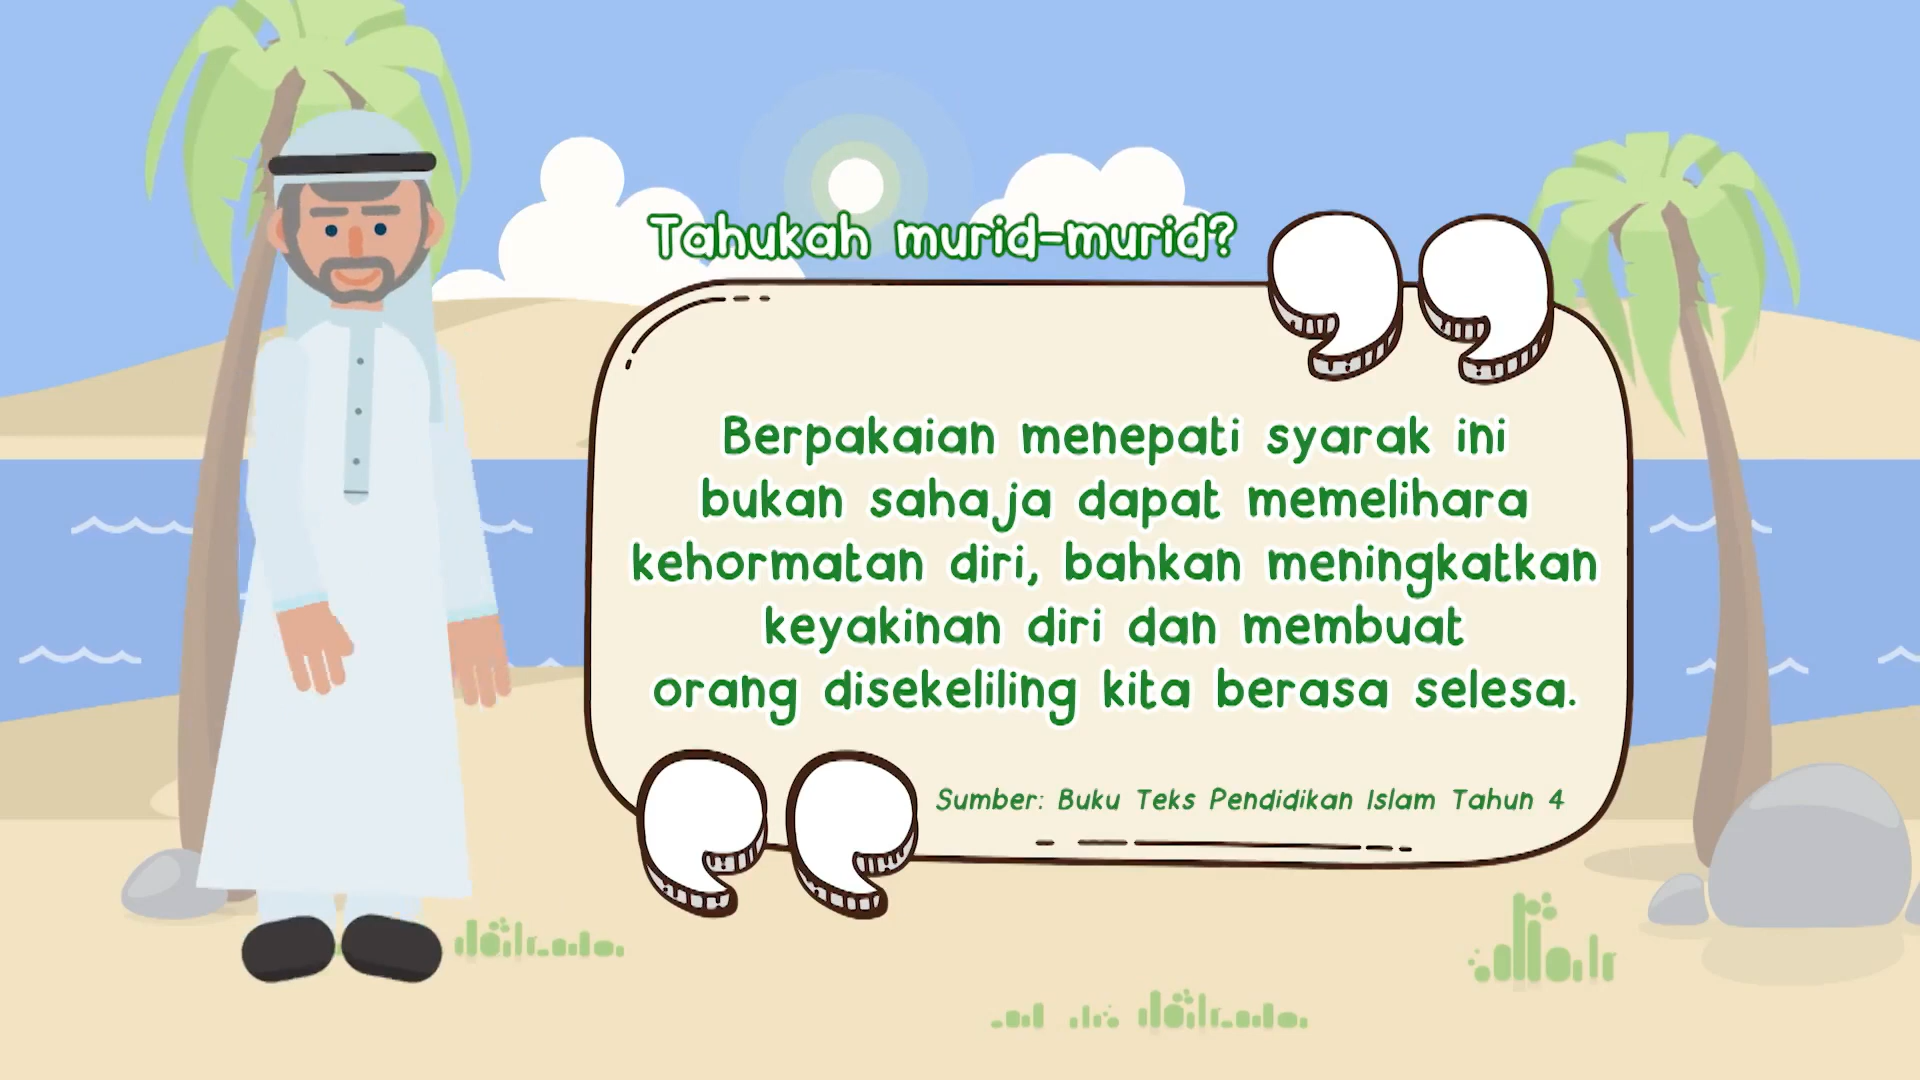 Tahukah murid-murid?
Berpakaian menepati syarak ini
bukan sahaja dapat memelihara
kehormatan diri, bahkan meningkatkan
keyakinan diri dan membuat
orang disekeliling kita berasa selesa.
Sumber: Buku Teks Pendidikan Islam Tahun 4